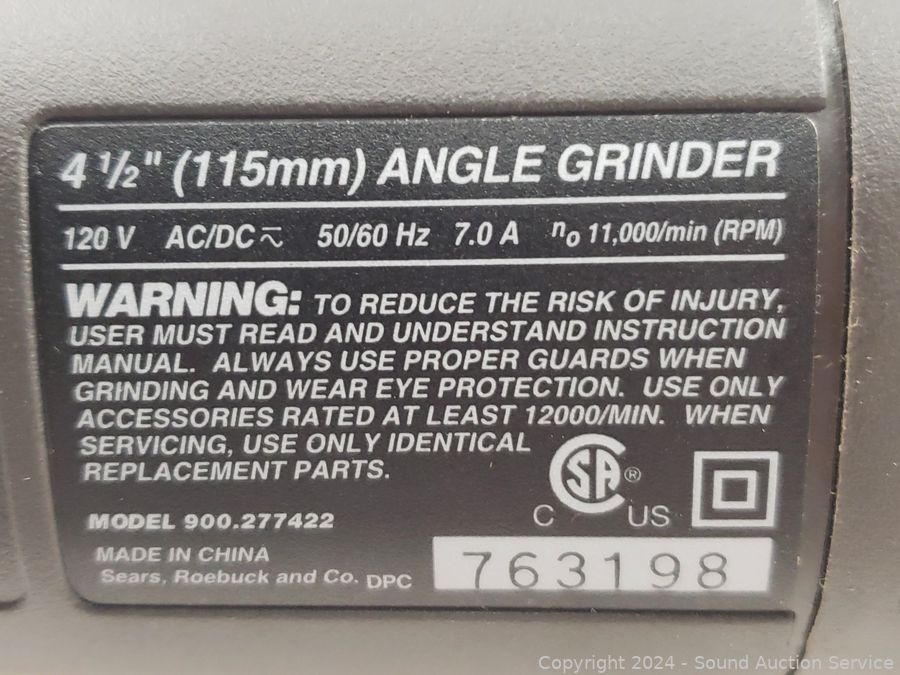 4 1/2" (115mm) ANGLE GRINDER
120 V AC/DC⎓∼ 50/60 Hz 7.0 A no 11,000/min (RPM)
WARNING: TO REDUCE THE RISK OF INJURY,
USER MUST READ AND UNDERSTAND INSTRUCTION
MANUAL. ALWAYS USE PROPER GUARDS WHEN
GRINDING AND WEAR EYE PROTECTION. USE ONLY
ACCESSORIES RATED AT LEAST 12000/MIN. WHEN
SERVICING, USE ONLY IDENTICAL
REPLACEMENT PARTS.
CSA®
C US
MODEL 900.277422
MADE IN CHINA
Sears, Roebuck and Co. DPC
763198
Copyright 2024 - Sound Auction Service